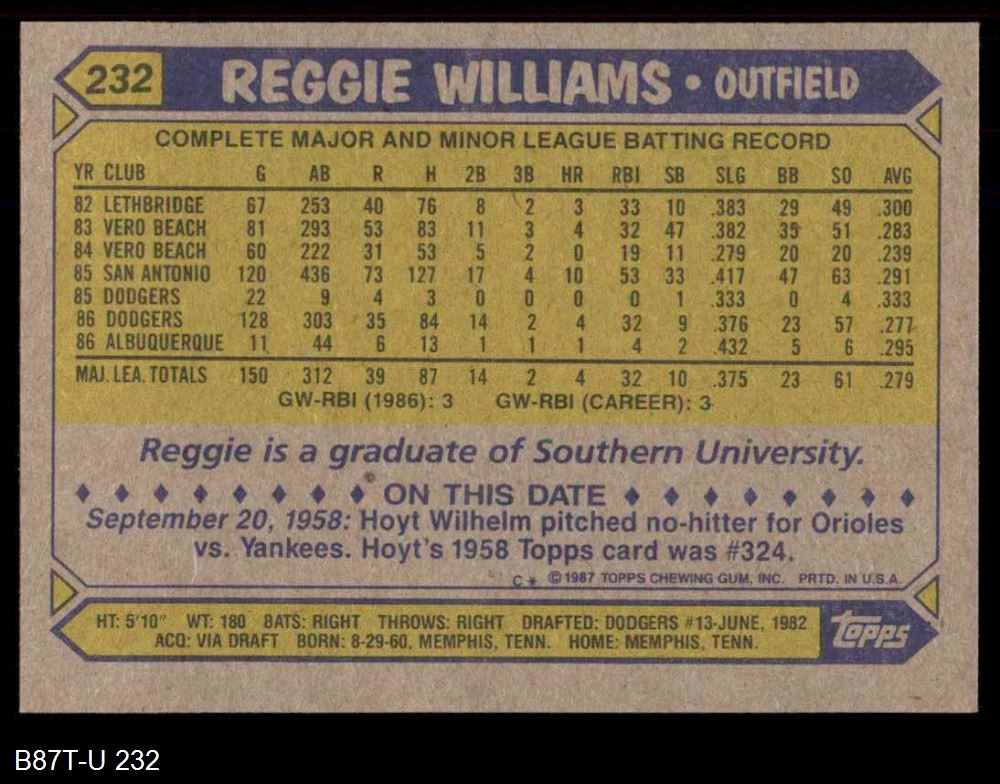 232 REGGIE WILLIAMS • OUTFIELD
COMPLETE MAJOR AND MINOR LEAGUE BATTING RECORD
YR CLUB G AB R H 2B 3B HR RBI SB SLG BB SO AVG
82 LETHBRIDGE 67 253 40 76 8 2 3 33 10 .383 29 49 .300
83 VERO BEACH 81 293 53 83 11 3 4 32 47 .382 35 51 .283
84 VERO BEACH 60 222 31 53 5 2 0 19 11 .279 20 20 .239
85 SAN ANTONIO 120 436 73 127 17 4 10 53 33 .417 47 63 .291
85 DODGERS 22 9 4 3 0 0 0 0 1 .333 0 4 .333
86 DODGERS 128 303 35 84 14 2 4 32 9 .376 23 57 .277
86 ALBUQUERQUE 11 44 6 13 1 1 1 4 2 .432 5 6 .295
MAJ. LEA. TOTALS 150 312 39 87 14 2 4 32 10 .375 23 61 .279
GW-RBI (1986): 3 GW-RBI (CAREER): 3
Reggie is a graduate of Southern University.
♦ ♦ ♦ ♦ ♦ ♦ ♦ ♦ ON THIS DATE ♦ ♦ ♦ ♦ ♦ ♦ ♦ ♦
September 20, 1958: Hoyt Wilhelm pitched no-hitter for Orioles
vs. Yankees. Hoyt's 1958 Topps card was #324.
C* © 1987 TOPPS CHEWING GUM, INC. PRTD. IN U.S.A.
HT: 5'10" WT: 180 BATS: RIGHT THROWS: RIGHT DRAFTED: DODGERS #13-JUNE, 1982
ACQ: VIA DRAFT BORN: 8-29-60, MEMPHIS, TENN. HOME: MEMPHIS, TENN.
TOPPS
B87T-U 232